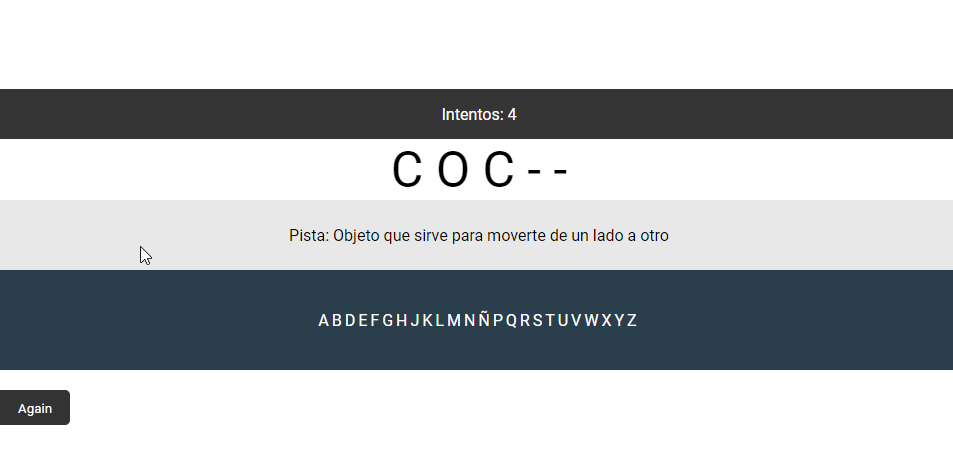 Intentos: 4
C O C - -
Pista: Objeto que sirve para moverte de un lado a otro
A B D E F G H J K L M N Ñ P Q R S T U V W X Y Z
Again